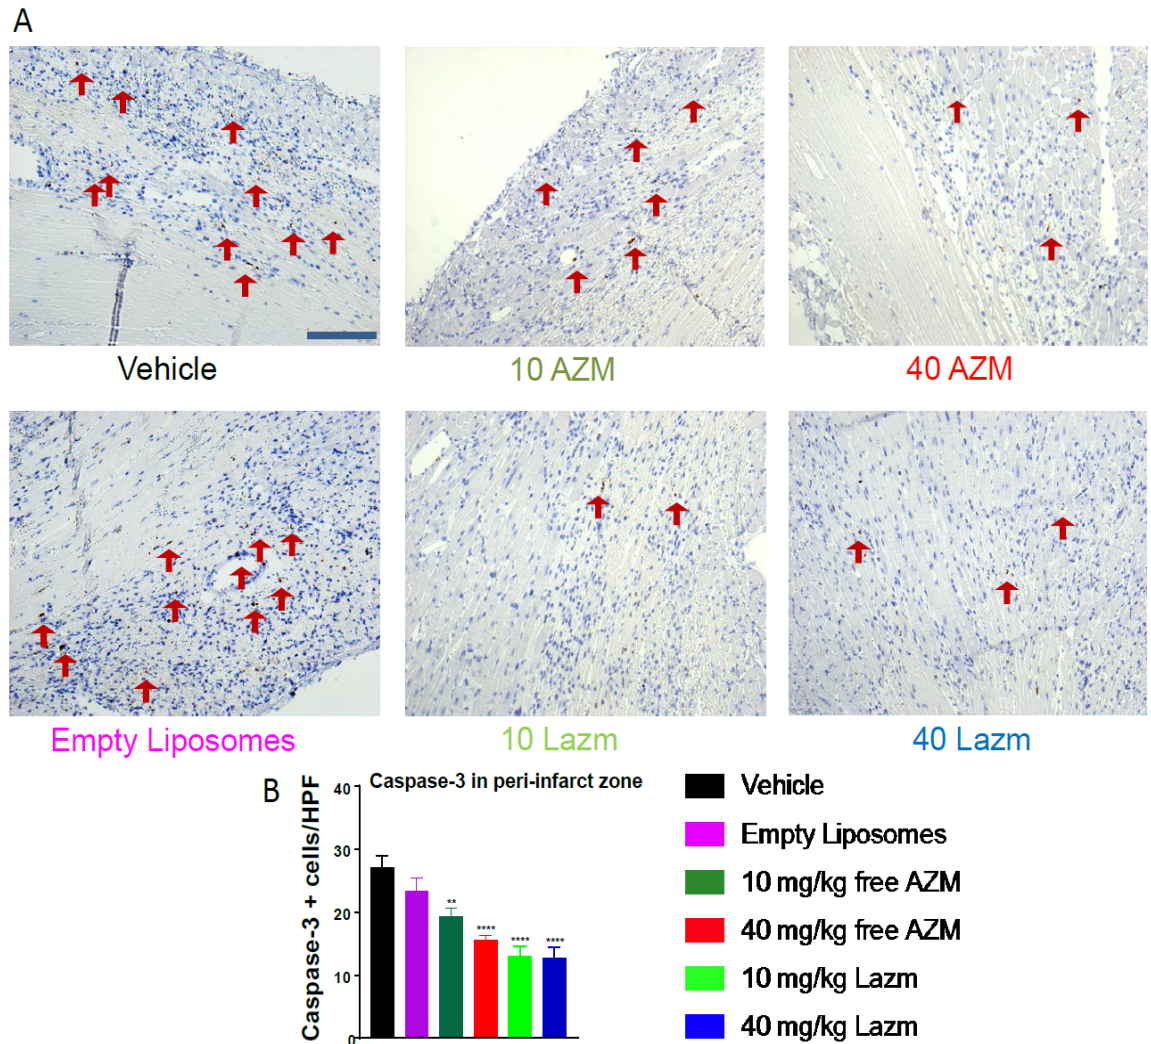 A
Vehicle
10 AZM
40 AZM
Empty Liposomes
10 Lazm
40 Lazm
B
Caspase-3 in peri-infarct zone
Caspase-3 + cells/HPF
40
30
20
10
0
**
****
****
****
Vehicle
Empty Liposomes
10 mg/kg free AZM
40 mg/kg free AZM
10 mg/kg Lazm
40 mg/kg Lazm